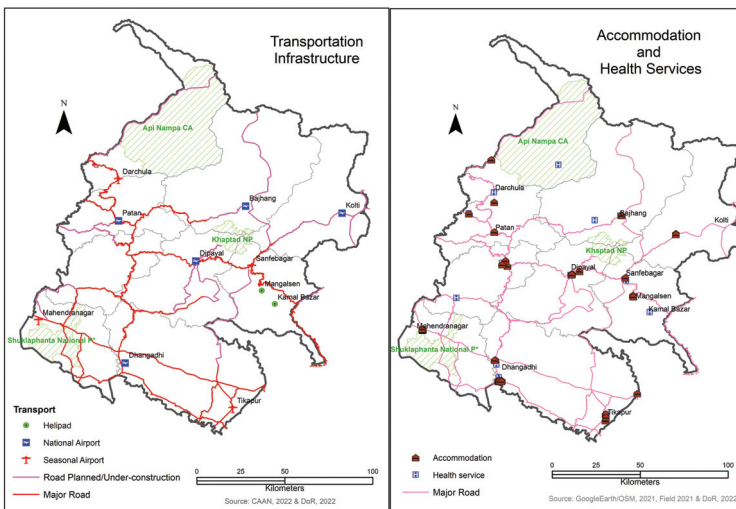 Transportation
Infrastructure
N
Api Nampa CA
Darchula
Patan
Bajhang
Kolti
Khaptad NP
Dipayal
Sanfebagar
Mangalsen
Kamal Bazar
Mahendranagar
Shuklaphanta National P*
Dhangadhi
Tikapur
Transport
Helipad
National Airport
Seasonal Airport
Road Planned/Under-construction
Major Road
0 25 50 100
Kilometers
Source: CAAN, 2022 & DoR, 2022
Accommodation
and
Health Services
N
Api Nampa CA
H
Darchula
H
H
Bajhang
Patan
Kolti
Khaptad NP
Dipayal
Sanfebagar
H
Mangalsen
H
Kamal Bazar
H
Mahendranagar
Shuklaphanta National P*
Dhangadhi
H
H
Tikapur
Accommodation
H Health service
Major Road
0 25 50 100
Kilometers
Source: GoogleEarth/OSM, 2021, Field 2021 & DoR, 2022